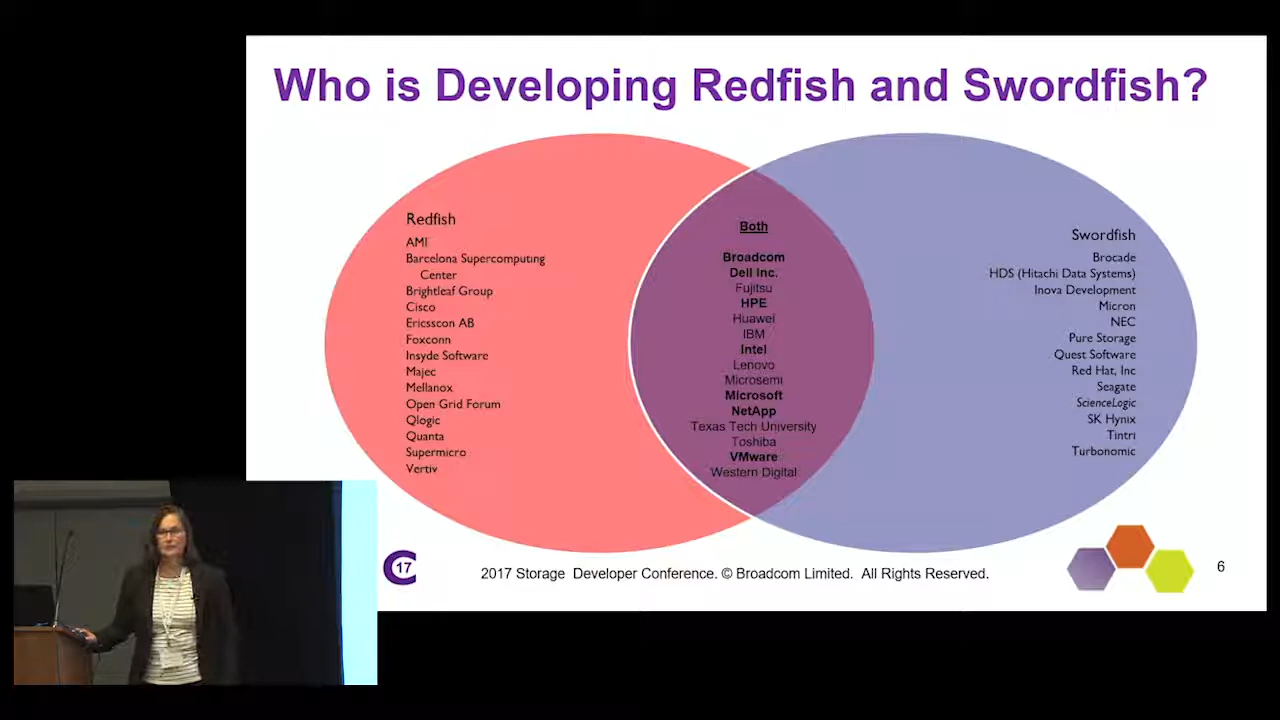 Who is Developing Redfish and Swordfish?
Redfish
AMI
Barcelona Supercomputing
Center
Brightleaf Group
Cisco
Ericsscon AB
Foxconn
Insyde Software
Majec
Mellanox
Open Grid Forum
Qlogic
Quanta
Supermicro
Vertiv
Both
Broadcom
Dell Inc.
Fujitsu
HPE
Huawei
IBM
Intel
Lenovo
Microsemi
Microsoft
NetApp
Texas Tech University
Toshiba
VMware
Western Digital
Swordfish
Brocade
HDS (Hitachi Data Systems)
Inova Development
Micron
NEC
Pure Storage
Quest Software
Red Hat, Inc
Seagate
ScienceLogic
SK Hynix
Tintri
Turbonomic
17
2017 Storage Developer Conference. © Broadcom Limited. All Rights Reserved.
6